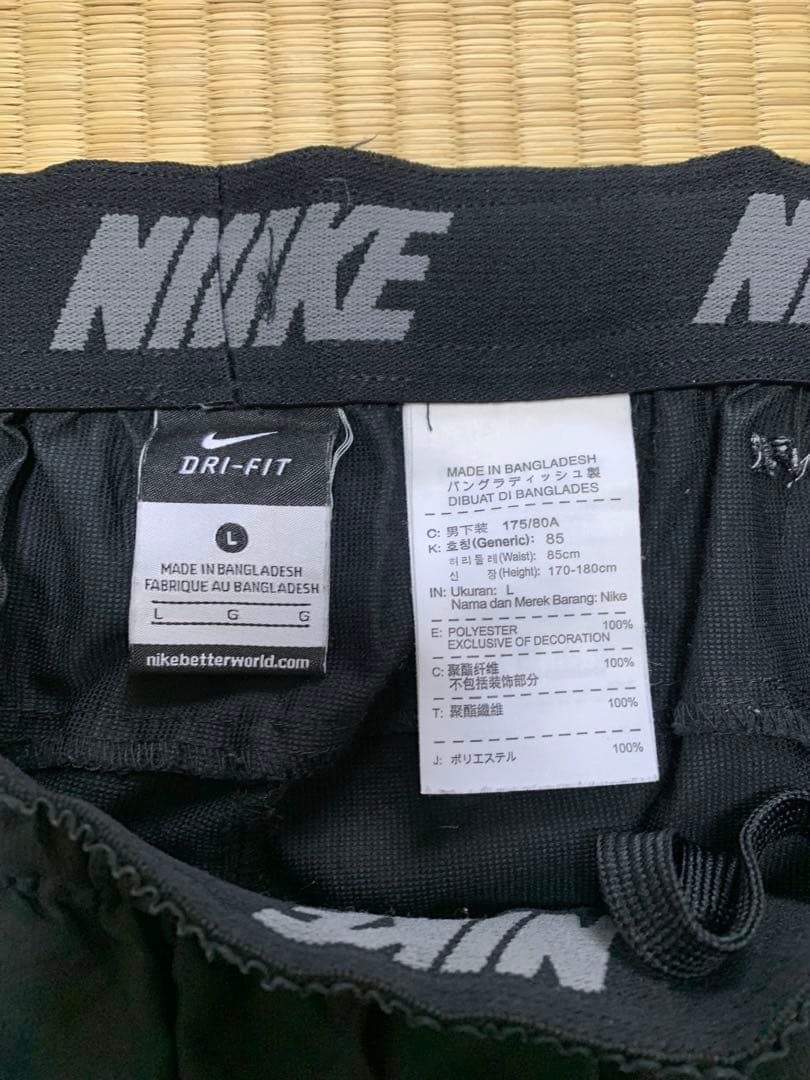 NIKE
DRI-FIT
L
MADE IN BANGLADESH
FABRIQUE AU BANGLADESH
L G G
nikebetterworld.com
MADE IN BANGLADESH
バングラディッシュ製
DIBUAT DI BANGLADES
C: 男下装 175/80A
K: 호칭(Generic): 85
허리둘레(Waist): 85cm
신 장(Height): 170-180cm
IN: Ukuran: L
Nama dan Merek Barang: Nike
E: POLYESTER 100%
EXCLUSIVE OF DECORATION
C: 聚酯纤维 100%
不包括装饰部分
T: 聚酯纖維 100%
J: ポリエステル 100%